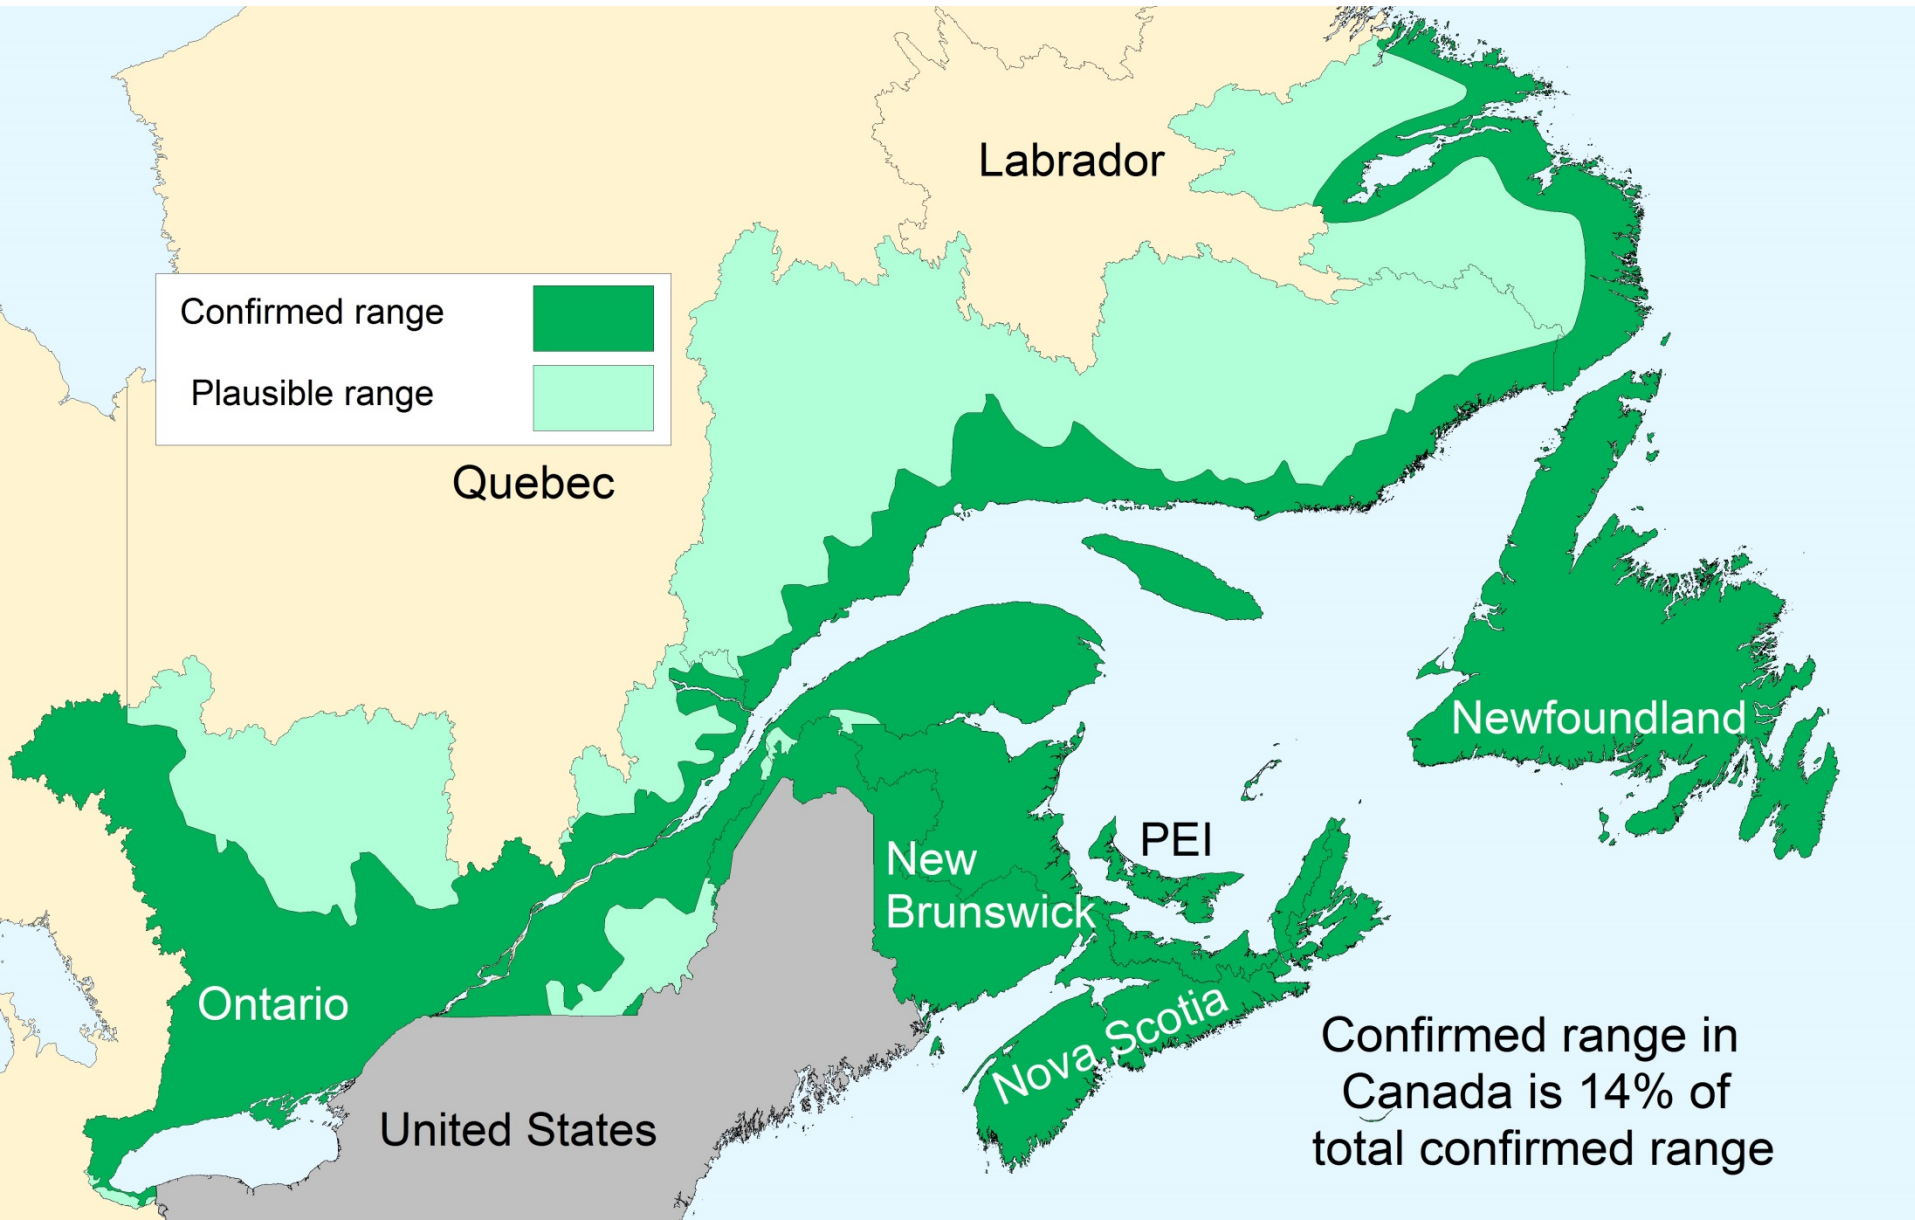 Labrador
Confirmed range
Plausible range
Quebec
Newfoundland
PEI
New
Brunswick
Ontario
Nova Scotia
United States
Confirmed range in
Canada is 14% of
total confirmed range